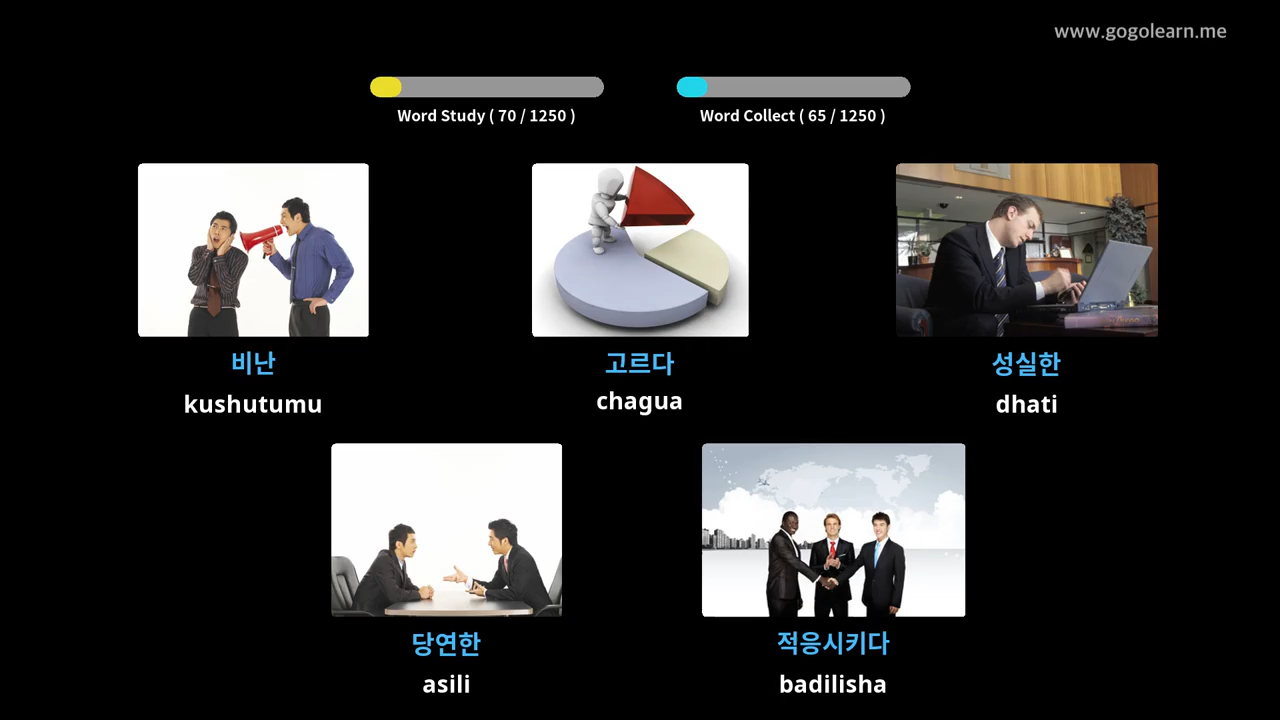 www.gogolearn.me
Word Study ( 70 / 1250 )
Word Collect ( 65 / 1250 )
비난
kushutumu
고르다
chagua
성실한
dhati
당연한
asili
적응시키다
badilisha